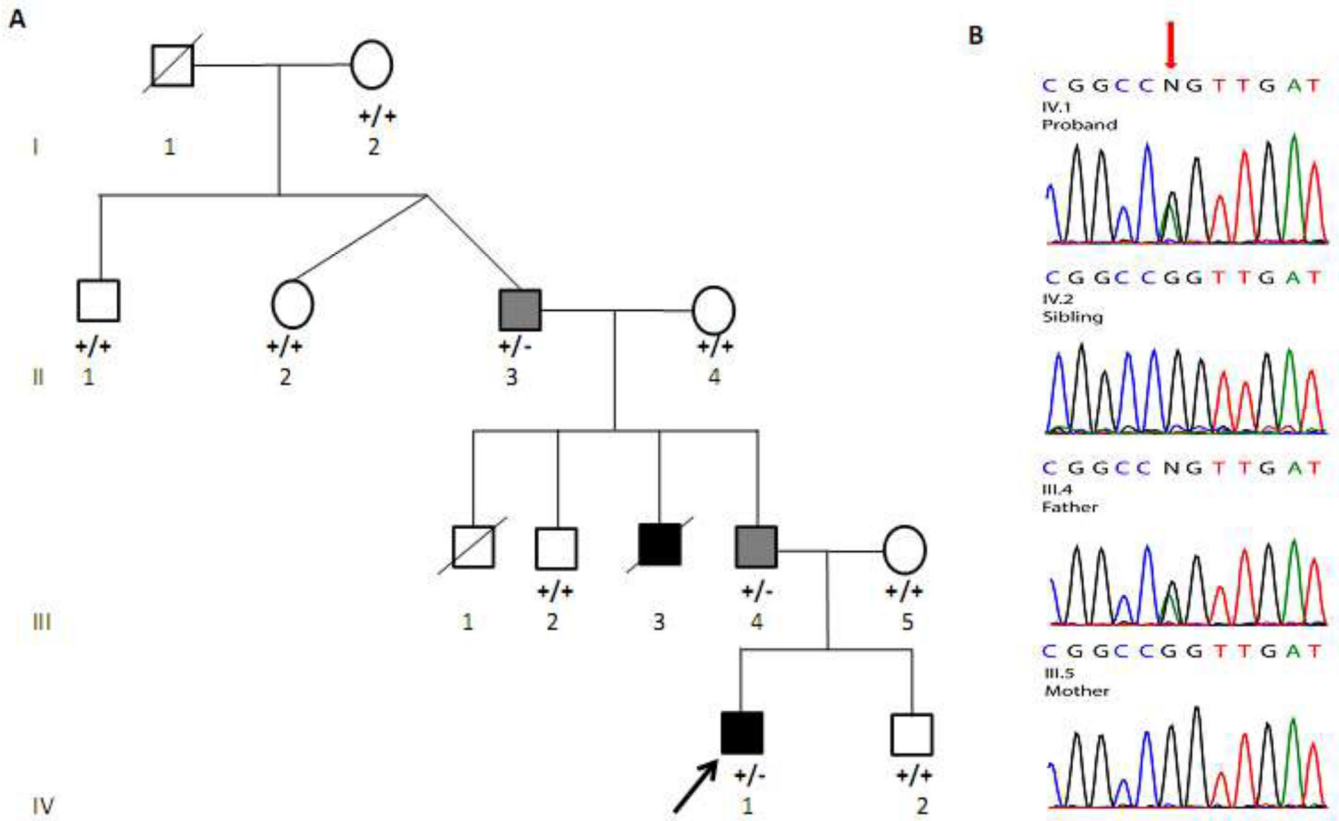 A
+/+
I
1
2
+/+
+/+
+/-
+/+
II
1
2
3
4
+/+
+/-
+/+
III
1
2
3
4
5
+/-
+/+
IV
1
2
B
C G G C C N G T T G A T
IV.1
Proband
C G G C C G G T T G A T
IV.2
Sibling
C G G C C N G T T G A T
III.4
Father
C G G C C G G T T G A T
III.5
Mother